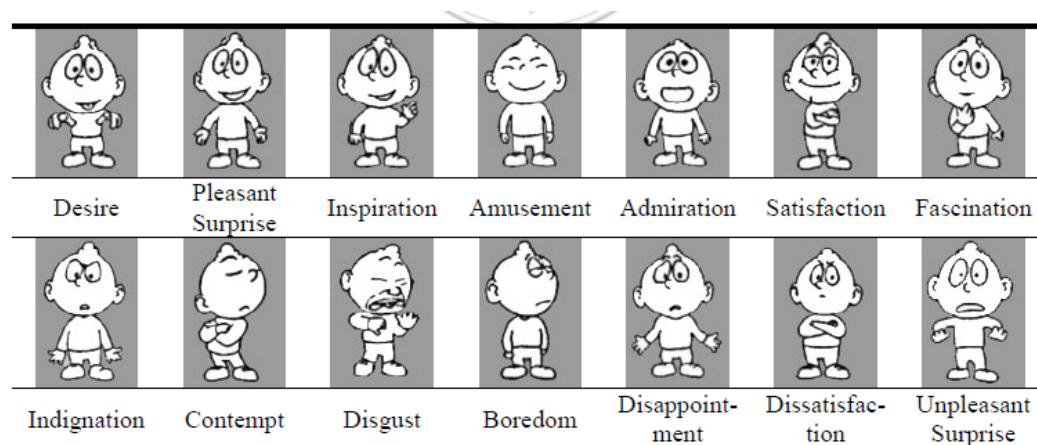 Desire
Pleasant
Surprise
Inspiration
Amusement
Admiration
Satisfaction
Fascination
Indignation
Contempt
Disgust
Boredom
Disappoint-
ment
Dissatisfac-
tion
Unpleasant
Surprise